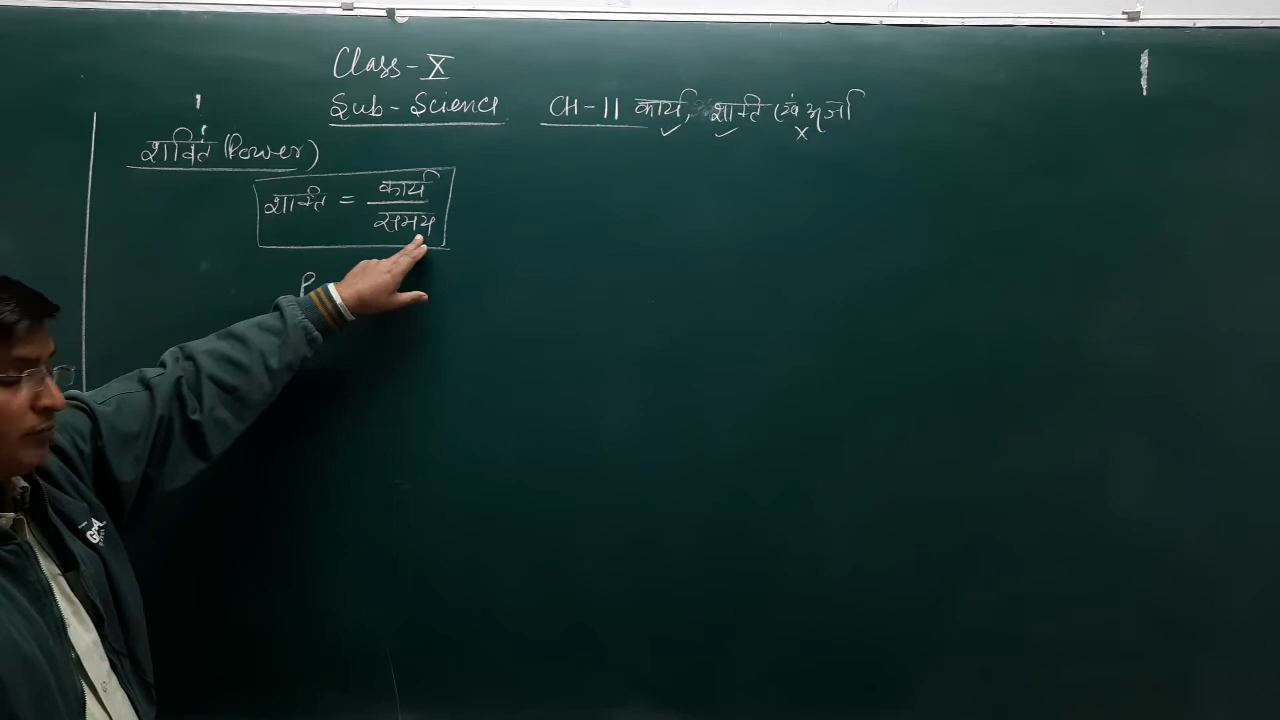 Class - X
Sub - Science CH - 11 कार्य, शक्ति एवं ऊर्जा
शक्ति (Power)
शक्ति = कार्य / समय
P